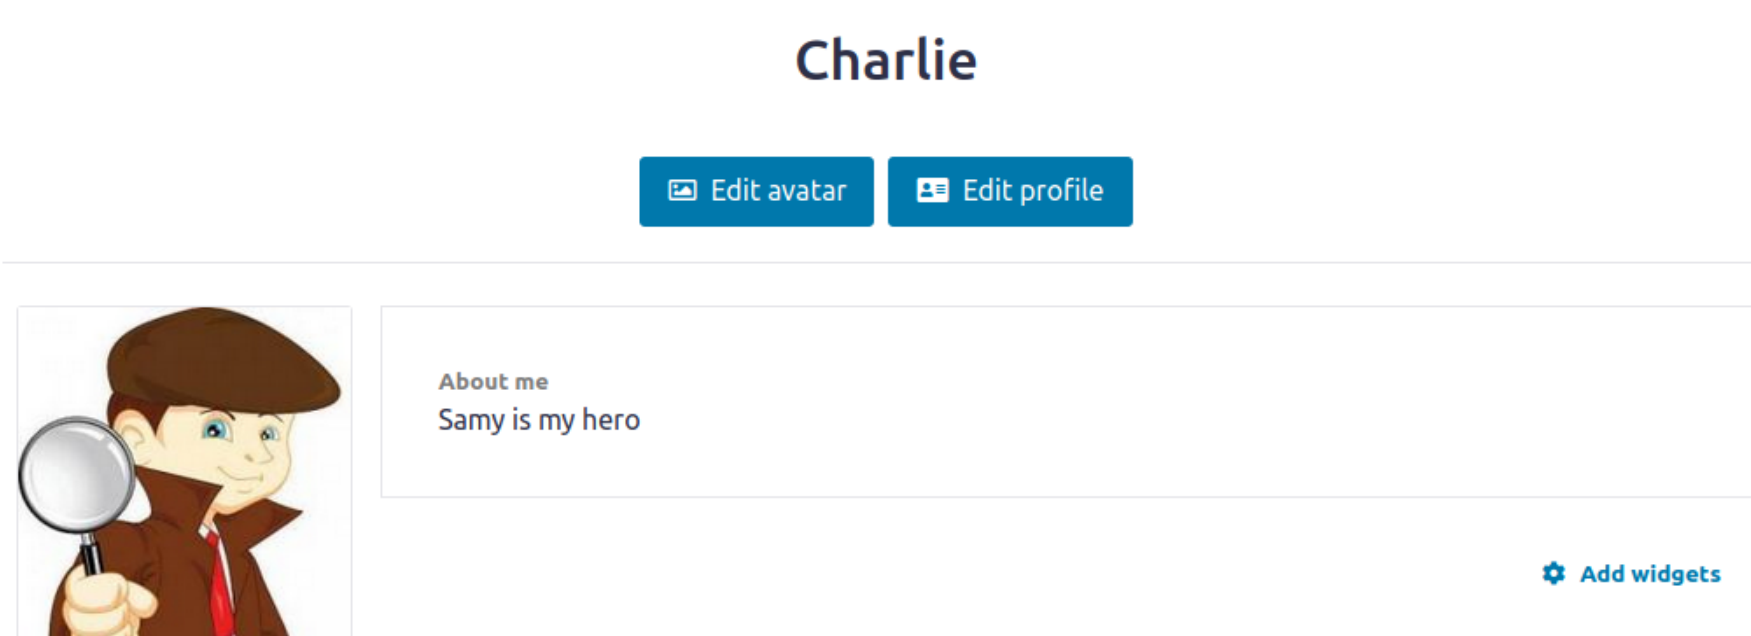 Charlie
Edit avatar
Edit profile
About me
Samy is my hero
Add widgets